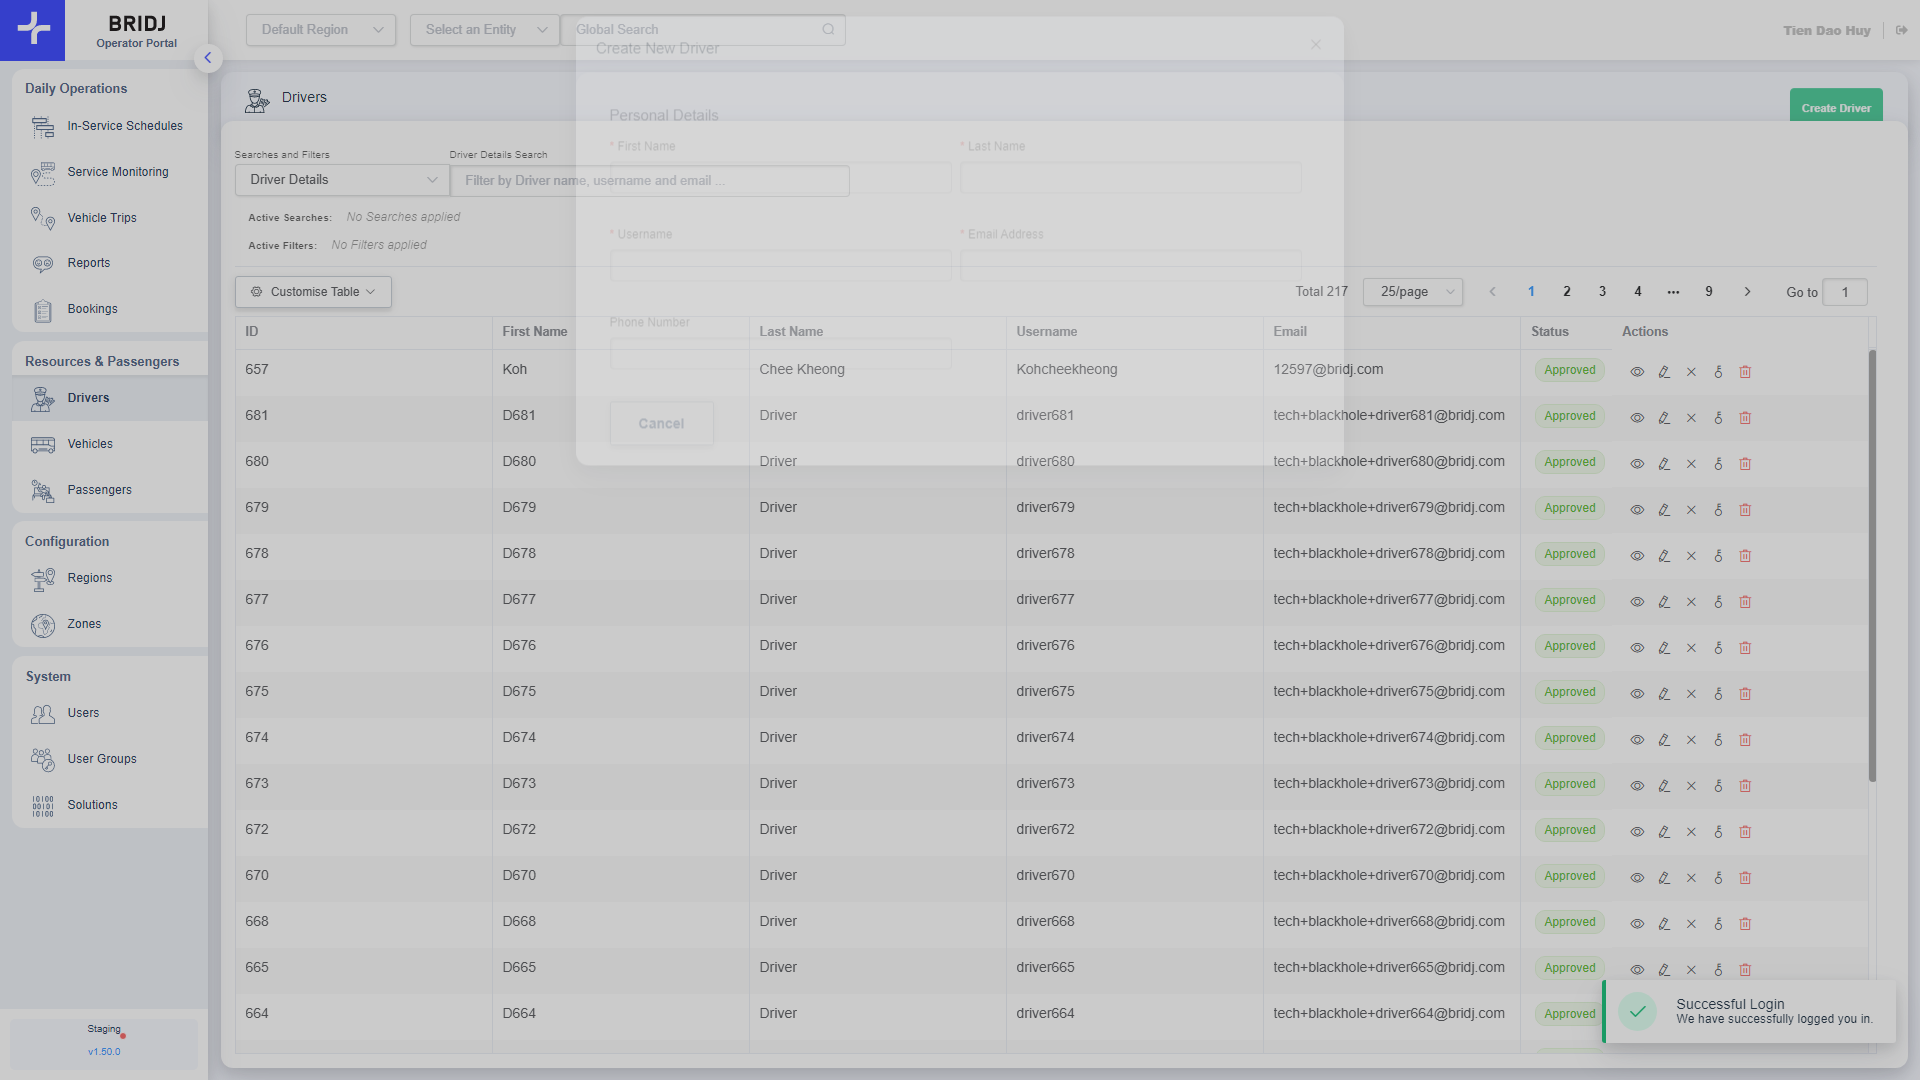 BRIDJ
Operator Portal
Default Region
Select an Entity
Global Search
Tien Dao Huy
Create New Driver
Daily Operations
In-Service Schedules
Service Monitoring
Vehicle Trips
Reports
Bookings
Resources & Passengers
Drivers
Vehicles
Passengers
Configuration
Regions
Zones
System
Users
User Groups
Solutions
Staging
v1.50.0
Drivers
Create Driver
Personal Details
* First Name
* Last Name
* Username
* Email Address
Phone Number
Cancel
Searches and Filters
Driver Details Search
Driver Details
Filter by Driver name, username and email ...
Active Searches: No Searches applied
Active Filters: No Filters applied
Customise Table
Total 217
25/page
1 2 3 4 ••• 9
Go to 1
ID First Name Last Name Username Email Status Actions
657 Koh Chee Kheong Kohcheekheong 12597@bridj.com Approved
681 D681 Driver driver681 tech+blackhole+driver681@bridj.com Approved
680 D680 Driver driver680 tech+blackhole+driver680@bridj.com Approved
679 D679 Driver driver679 tech+blackhole+driver679@bridj.com Approved
678 D678 Driver driver678 tech+blackhole+driver678@bridj.com Approved
677 D677 Driver driver677 tech+blackhole+driver677@bridj.com Approved
676 D676 Driver driver676 tech+blackhole+driver676@bridj.com Approved
675 D675 Driver driver675 tech+blackhole+driver675@bridj.com Approved
674 D674 Driver driver674 tech+blackhole+driver674@bridj.com Approved
673 D673 Driver driver673 tech+blackhole+driver673@bridj.com Approved
672 D672 Driver driver672 tech+blackhole+driver672@bridj.com Approved
670 D670 Driver driver670 tech+blackhole+driver670@bridj.com Approved
668 D668 Driver driver668 tech+blackhole+driver668@bridj.com Approved
665 D665 Driver driver665 tech+blackhole+driver665@bridj.com Approved
664 D664 Driver driver664 tech+blackhole+driver664@bridj.com Approved
Successful Login
We have successfully logged you in.